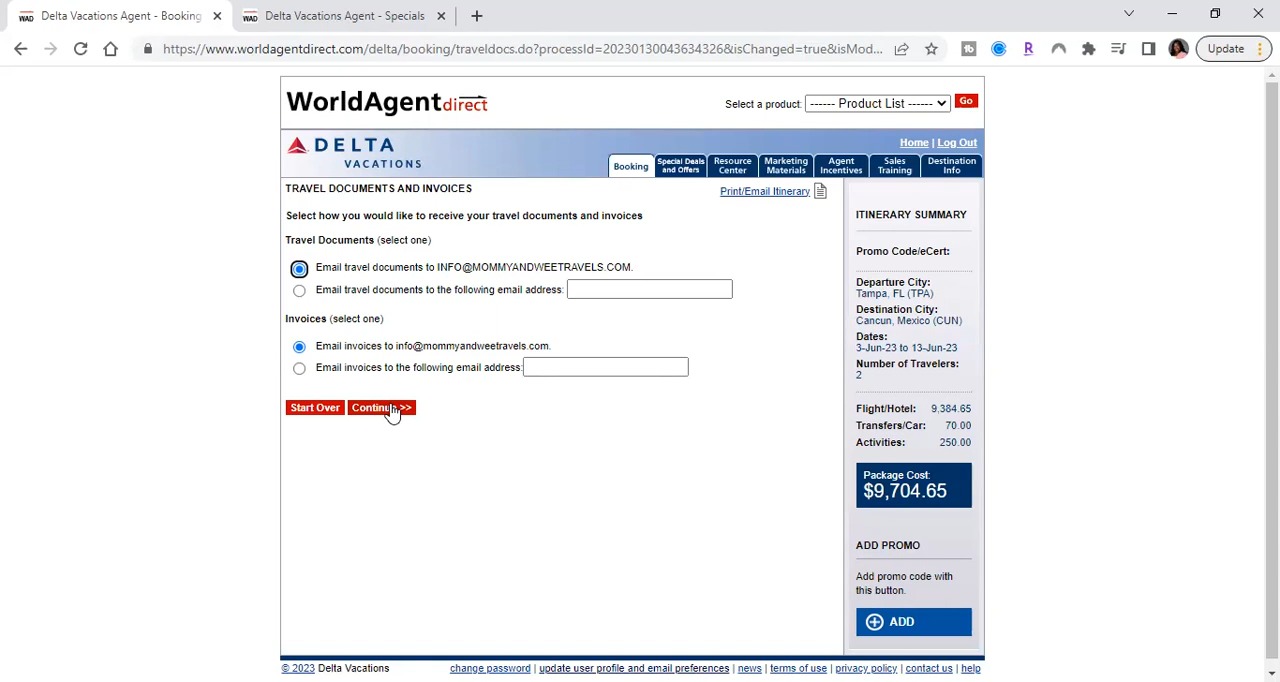 WAD Delta Vacations Agent - Booking
WAD Delta Vacations Agent - Specials
https://www.worldagentdirect.com/delta/booking/traveldocs.do?processId=20230130043634326&isChanged=true&isMod...
Update
WorldAgentdirect
Select a product: ------ Product List ------ Go
DELTA
VACATIONS
Home | Log Out
Booking
Special Deals and Offers
Resource Center
Marketing Materials
Agent Incentives
Sales Training
Destination Info
TRAVEL DOCUMENTS AND INVOICES
Print/Email Itinerary
Select how you would like to receive your travel documents and invoices
Travel Documents (select one)
Email travel documents to INFO@MOMMYANDWEETRAVELS.COM.
Email travel documents to the following email address:
Invoices (select one)
Email invoices to info@mommyandweetravels.com.
Email invoices to the following email address:
Start Over Continue >>
ITINERARY SUMMARY
Promo Code/eCert:
Departure City:
Tampa, FL (TPA)
Destination City:
Cancun, Mexico (CUN)
Dates:
3-Jun-23 to 13-Jun-23
Number of Travelers:
2
Flight/Hotel: 9,384.65
Transfers/Car: 70.00
Activities: 250.00
Package Cost:
$9,704.65
ADD PROMO
Add promo code with
this button.
ADD
© 2023 Delta Vacations
change password | update user profile and email preferences | news | terms of use | privacy policy | contact us | help